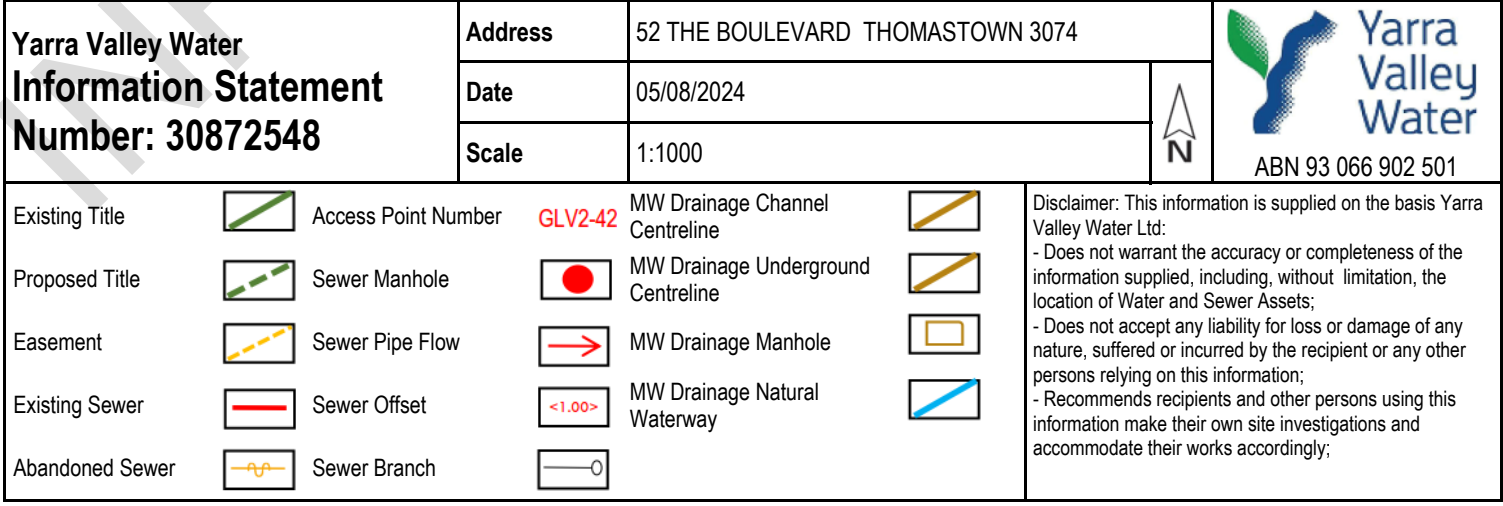 Yarra Valley Water
Information Statement
Number: 30872548
Address
52 THE BOULEVARD THOMASTOWN 3074
Date
05/08/2024
Scale
1:1000
N
Yarra
Valley
Water
ABN 93 066 902 501
Existing Title
Proposed Title
Easement
Existing Sewer
Abandoned Sewer
Access Point Number
GLV2-42
Sewer Manhole
Sewer Pipe Flow
Sewer Offset
<1.00>
Sewer Branch
MW Drainage Channel
Centreline
MW Drainage Underground
Centreline
MW Drainage Manhole
MW Drainage Natural
Waterway
Disclaimer: This information is supplied on the basis Yarra
Valley Water Ltd:
- Does not warrant the accuracy or completeness of the
information supplied, including, without limitation, the
location of Water and Sewer Assets;
- Does not accept any liability for loss or damage of any
nature, suffered or incurred by the recipient or any other
persons relying on this information;
- Recommends recipients and other persons using this
information make their own site investigations and
accommodate their works accordingly;